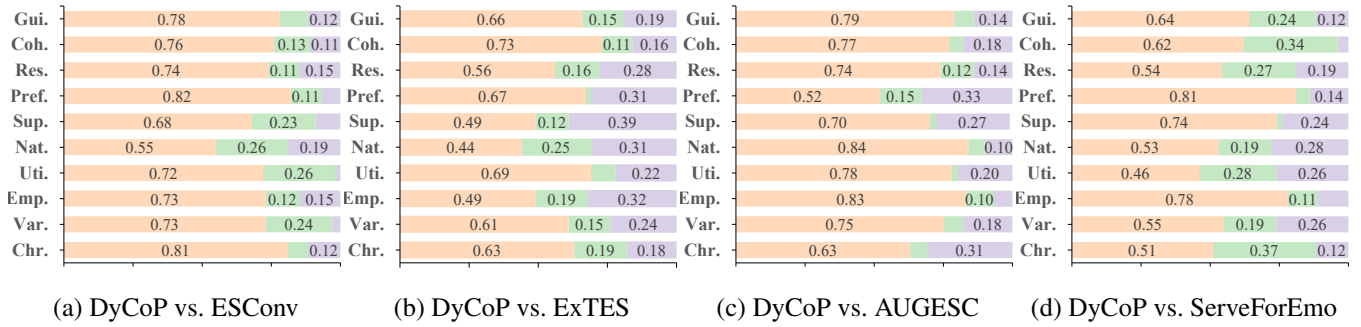 Gui. 0.78 0.12
Coh. 0.76 0.13 0.11
Res. 0.74 0.11 0.15
Pref. 0.82 0.11
Sup. 0.68 0.23
Nat. 0.55 0.26 0.19
Uti. 0.72 0.26
Emp. 0.73 0.12 0.15
Var. 0.73 0.24
Chr. 0.81 0.12
(a) DyCoP vs. ESConv
Gui. 0.66 0.15 0.19
Coh. 0.73 0.11 0.16
Res. 0.56 0.16 0.28
Pref. 0.67 0.31
Sup. 0.49 0.12 0.39
Nat. 0.44 0.25 0.31
Uti. 0.69 0.22
Emp. 0.49 0.19 0.32
Var. 0.61 0.15 0.24
Chr. 0.63 0.19 0.18
(b) DyCoP vs. ExTES
Gui. 0.79 0.14
Coh. 0.77 0.18
Res. 0.74 0.12 0.14
Pref. 0.52 0.15 0.33
Sup. 0.70 0.27
Nat. 0.84 0.10
Uti. 0.78 0.20
Emp. 0.83 0.10
Var. 0.75 0.18
Chr. 0.63 0.31
(c) DyCoP vs. AUGESC
Gui. 0.64 0.24 0.12
Coh. 0.62 0.34
Res. 0.54 0.27 0.19
Pref. 0.81 0.14
Sup. 0.74 0.24
Nat. 0.53 0.19 0.28
Uti. 0.46 0.28 0.26
Emp. 0.78 0.11
Var. 0.55 0.19 0.26
Chr. 0.51 0.37 0.12
(d) DyCoP vs. ServeForEmo